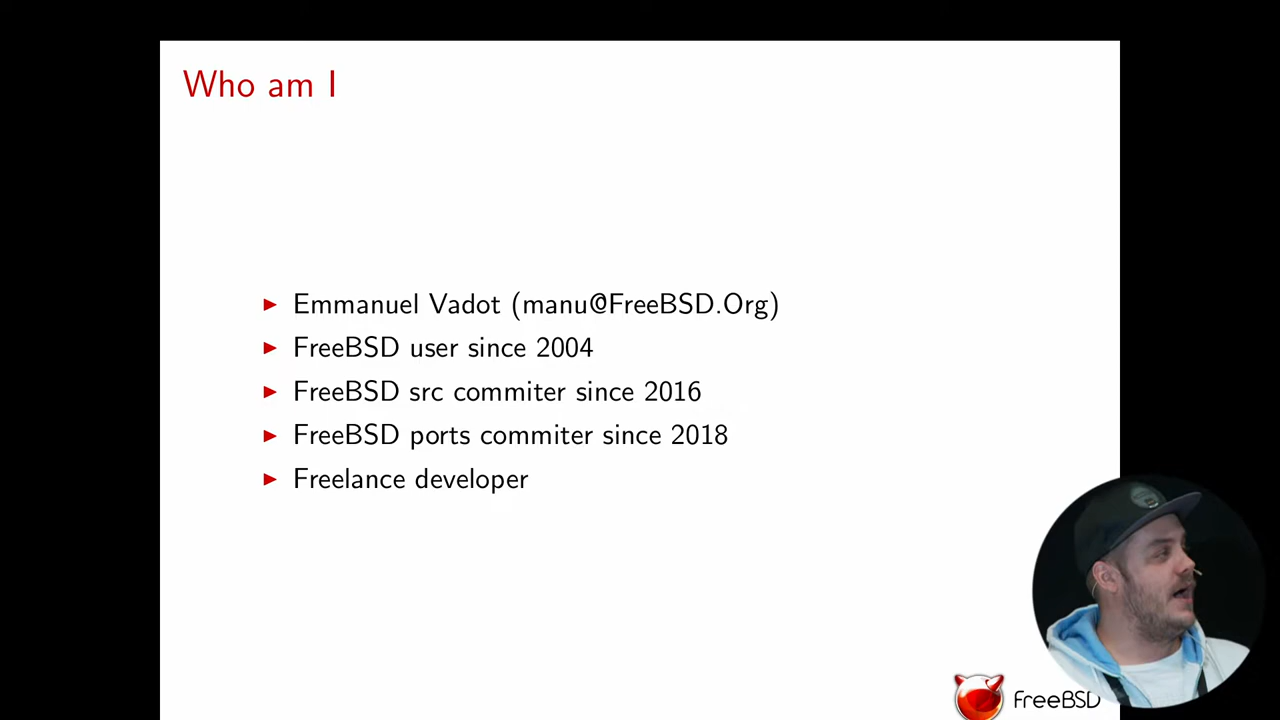 Who am I
Emmanuel Vadot (manu@FreeBSD.Org)
FreeBSD user since 2004
FreeBSD src commiter since 2016
FreeBSD ports commiter since 2018
Freelance developer
FreeBSD